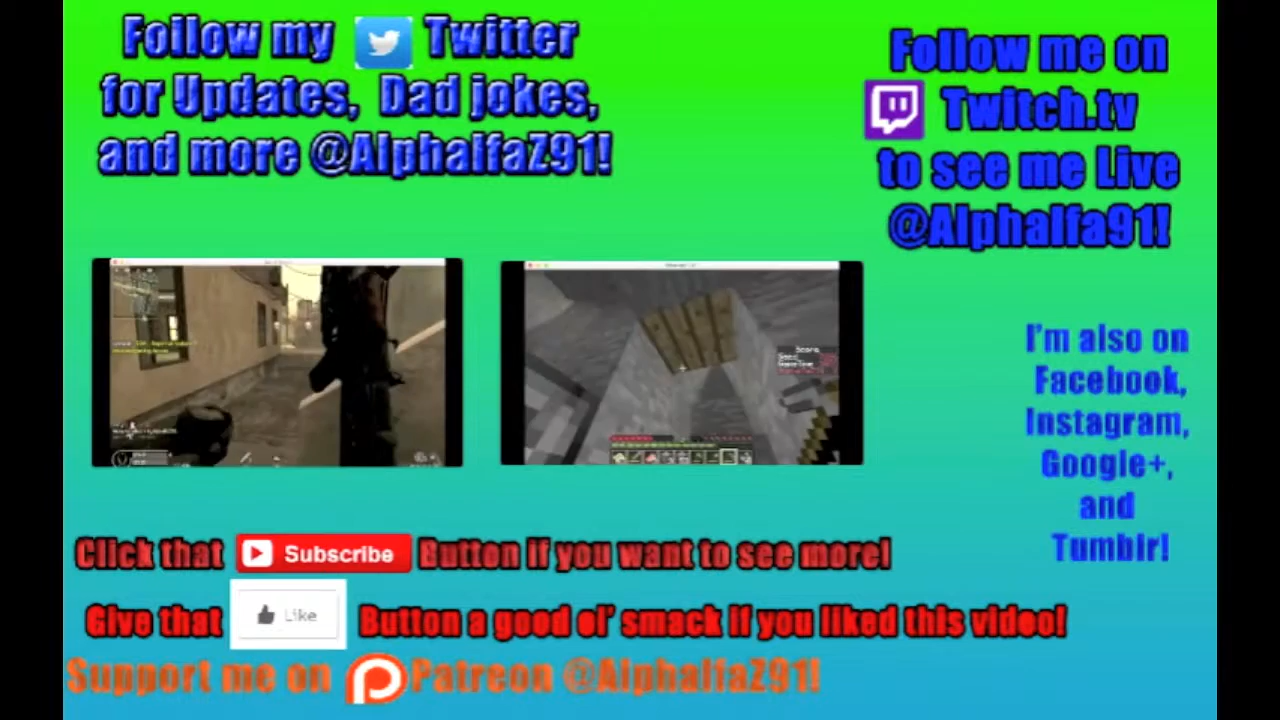 Follow my Twitter
for Updates, Dad jokes,
and more @AlphalfaZ91!
Follow me on
Twitch.tv
to see me Live
@Alphalfa91!
I'm also on
Facebook,
Instagram,
Google+,
and
Tumblr!
Click that Subscribe Button if you want to see more!
Give that Like Button a good ol' smack if you liked this video!
Support me on Patreon @AlphalfaZ91!